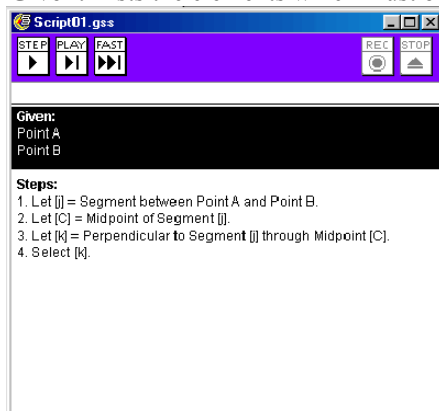 Script01.gss
STEP PLAY FAST REC STOP
Given:
Point A
Point B
Steps:
1. Let [j] = Segment between Point A and Point B.
2. Let [C] = Midpoint of Segment [j].
3. Let [k] = Perpendicular to Segment [j] through Midpoint [C].
4. Select [k].